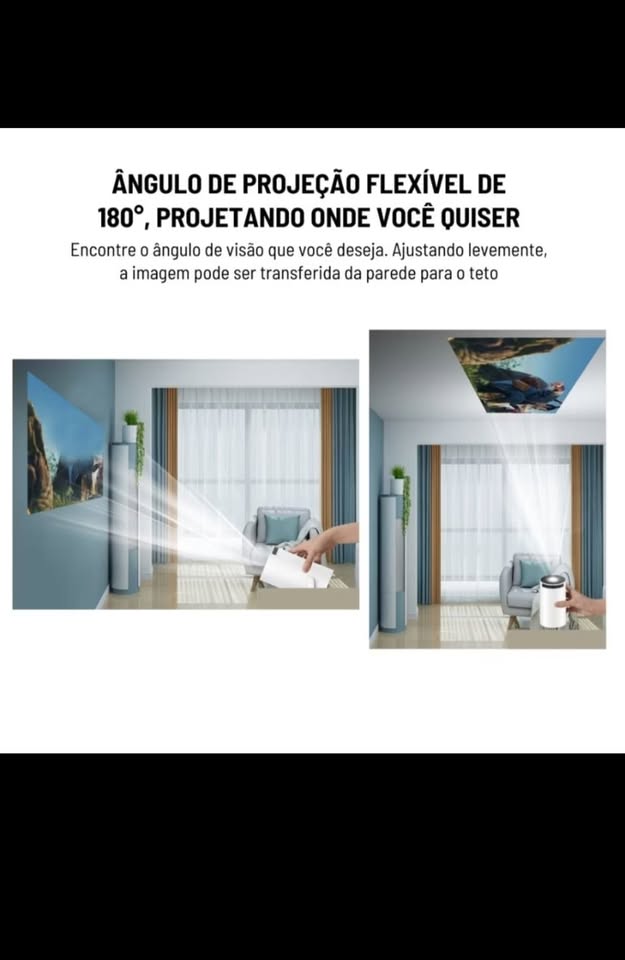 ÂNGULO DE PROJEÇÃO FLEXÍVEL DE
180°, PROJETANDO ONDE VOCÊ QUISER
Encontre o ângulo de visão que você deseja. Ajustando levemente,
a imagem pode ser transferida da parede para o teto